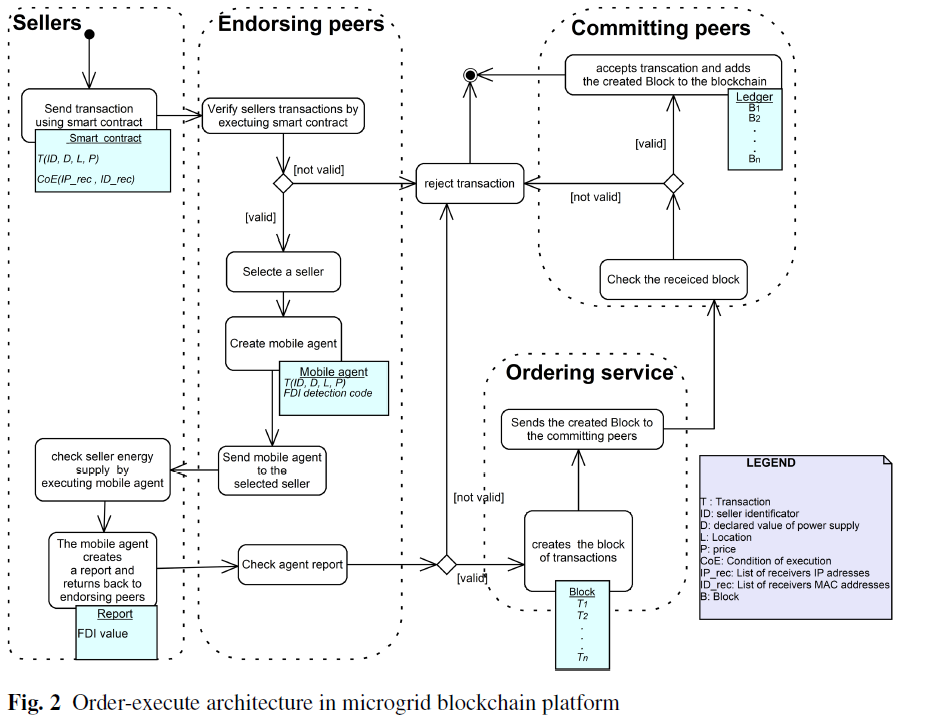 Sellers
Endorsing peers
Committing peers
Send transaction
using smart contract
Smart contract
T(ID, D, L, P)
CoE(IP_rec , ID_rec)
Verify sellers transactions by
exectuing smart contract
[not valid]
[valid]
reject transaction
accepts transcation and adds
the created Block to the blockchain
Ledger
B1
B2
.
.
.
Bn
[valid]
[not valid]
Check the receiced block
Selecte a seller
Create mobile agent
Mobile agent
T(ID, D, L, P)
FDI detection code
Send mobile agent
to the
selected seller
check seller energy
supply by
executing mobile agent
The mobile agent
creates
a report and
returns back to
endorsing peers
Report
FDI value
Check agent report
[not valid]
[valid]
Ordering service
Sends the created Block to
the committing peers
creates the block
of transactions
Block
T1
T2
.
.
.
Tn
LEGEND
T : Transaction
ID: seller identificator
D: declared value of power supply
L: Location
P: price
CoE: Condition of execution
IP_rec: List of receivers IP adresses
ID_rec: List of receivers MAC addresses
B: Block
Fig. 2 Order-execute architecture in microgrid blockchain platform